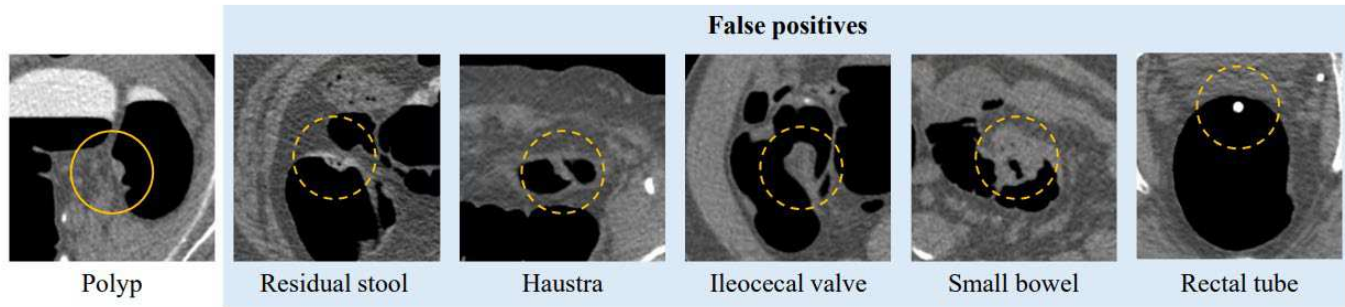 False positives
Polyp
Residual stool
Haustra
Ileocecal valve
Small bowel
Rectal tube